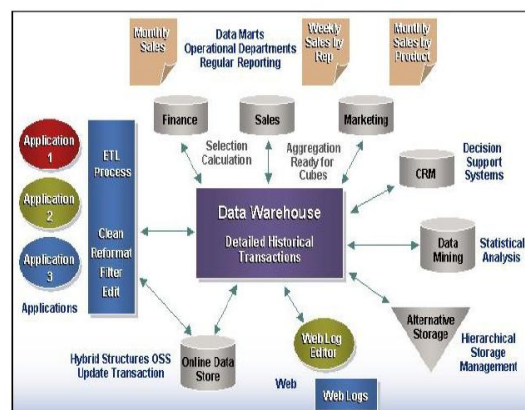 Monthly
Sales
Data Marts
Operational Departments
Regular Reporting
Weekly
Sales by
Rep
Monthly
Sales by
Product
Finance
Sales
Marketing
Selection
Calculation
Aggregation
Ready for
Cubes
Application
1
Application
2
Application
3
Applications
ETL
Process
Clean
Reformat
Filter
Edit
Data Warehouse
Detailed Historical
Transactions
Decision
Support
Systems
CRM
Data
Mining
Statistical
Analysis
Alternative
Storage
Hierarchical
Storage
Management
Hybrid Structures OSS
Update Transaction
Online Data
Store
Web Log
Editor
Web
Web Logs